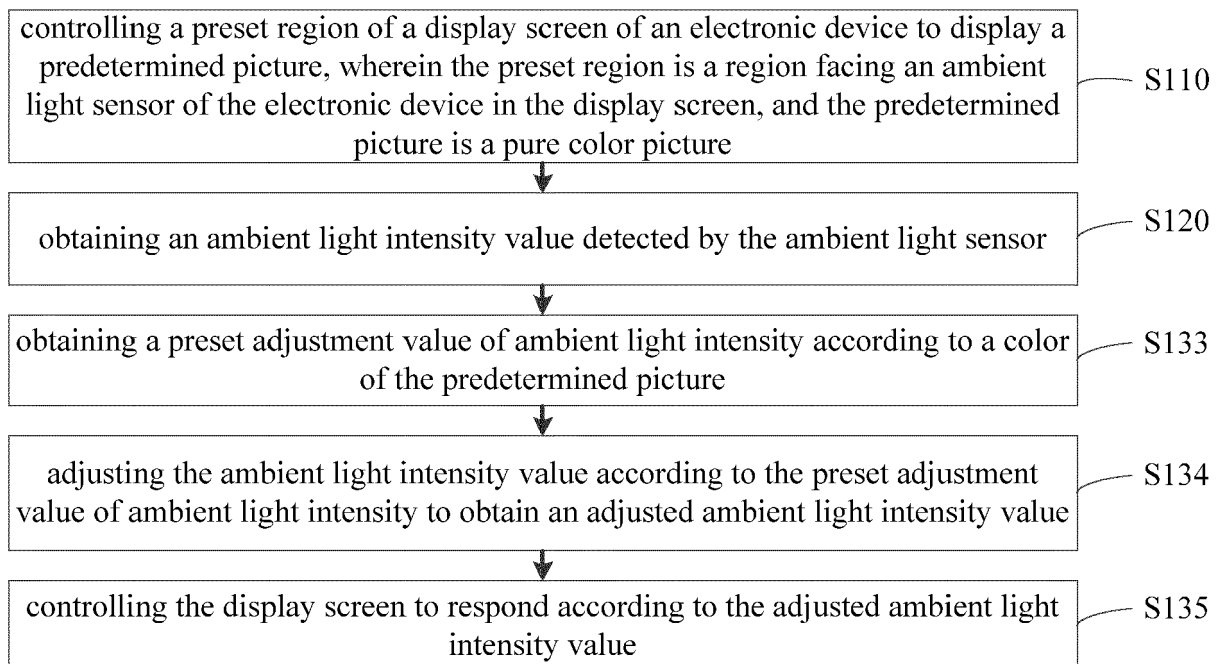 controlling a preset region of a display screen of an electronic device to display a
predetermined picture, wherein the preset region is a region facing an ambient
light sensor of the electronic device in the display screen, and the predetermined
picture is a pure color picture
S110
obtaining an ambient light intensity value detected by the ambient light sensor
S120
obtaining a preset adjustment value of ambient light intensity according to a color
of the predetermined picture
S133
adjusting the ambient light intensity value according to the preset adjustment
value of ambient light intensity to obtain an adjusted ambient light intensity value
S134
controlling the display screen to respond according to the adjusted ambient light
intensity value
S135